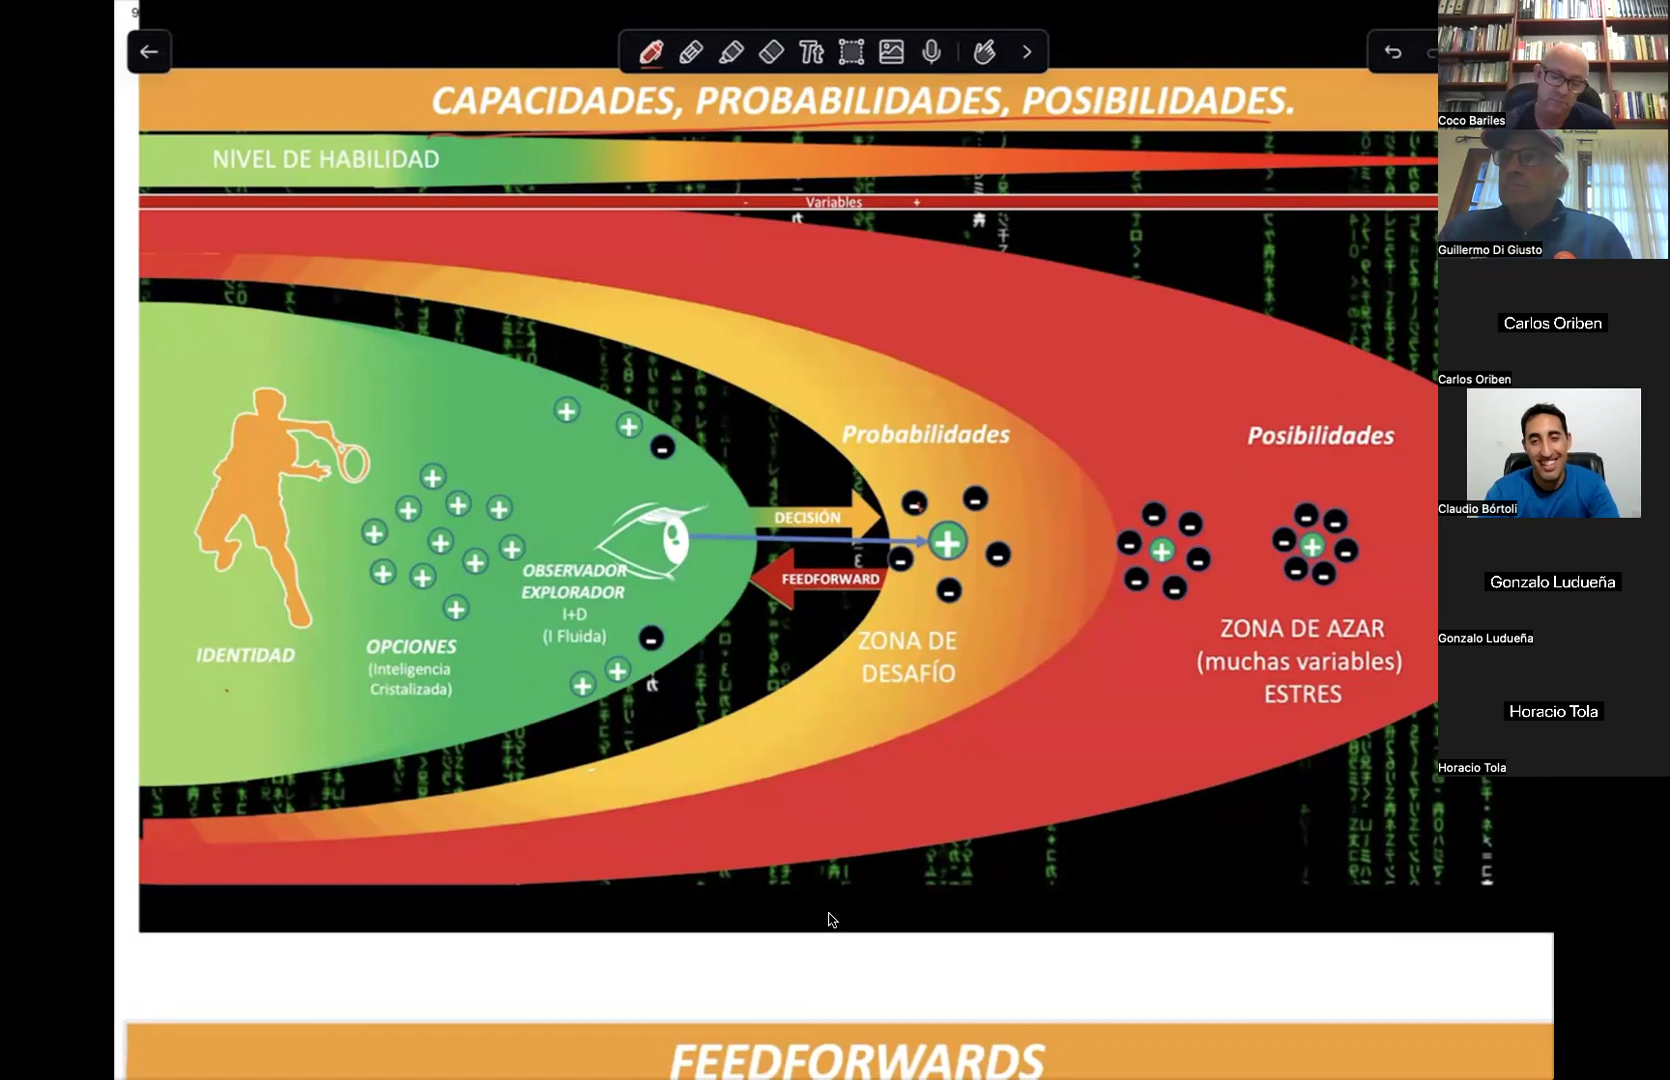 9
Tt
CAPACIDADES, PROBABILIDADES, POSIBILIDADES.
NIVEL DE HABILIDAD
- Variables +
Probabilidades
Posibilidades
DECISIÓN
FEEDFORWARD
OBSERVADOR
EXPLORADOR
I+D
(I Fluida)
IDENTIDAD
OPCIONES
(Inteligencia
Cristalizada)
ZONA DE
DESAFÍO
ZONA DE AZAR
(muchas variables)
ESTRES
FEEDFORWARDS
Coco Bariles
Guillermo Di Giusto
Carlos Oriben
Carlos Oriben
Claudio Bórtoli
Gonzalo Ludueña
Gonzalo Ludueña
Horacio Tola
Horacio Tola